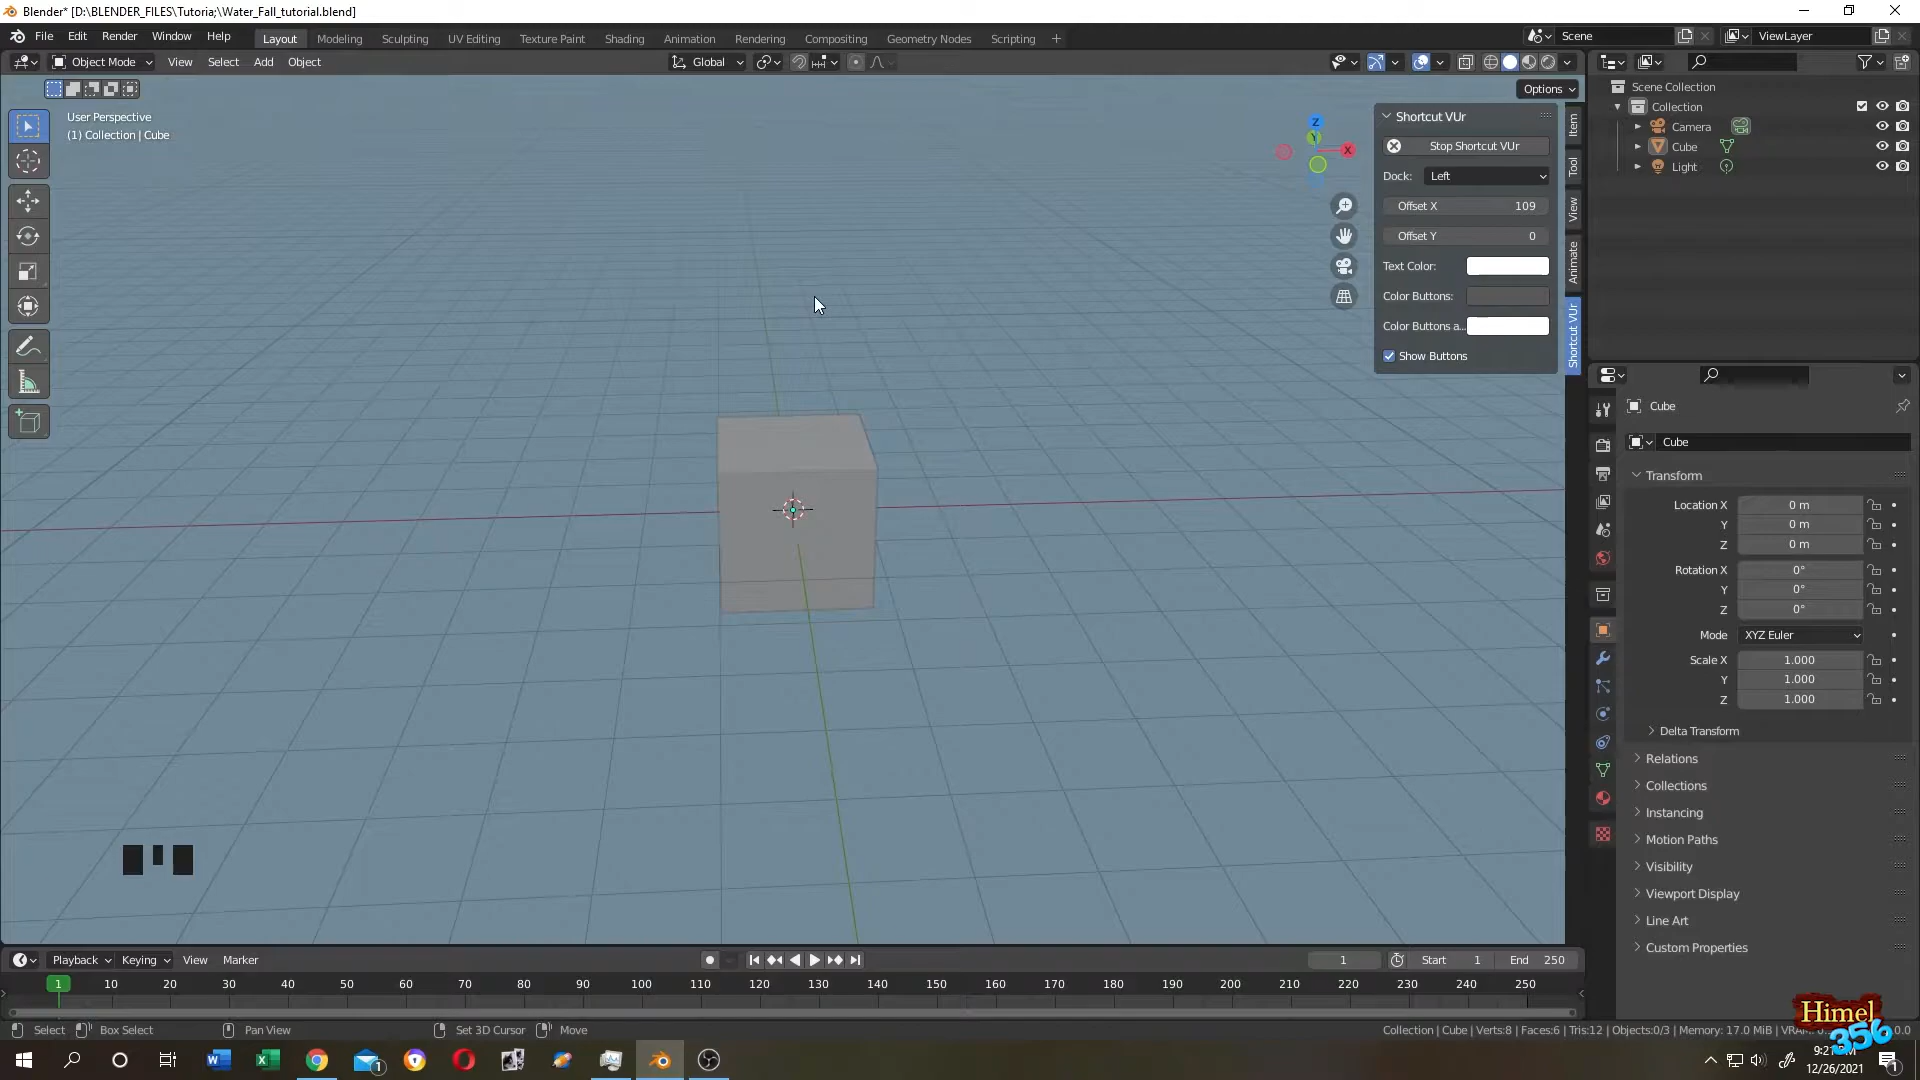 Blender* [D:\BLENDER_FILES\Tutoria;\Water_Fall_tutorial.blend]
File Edit Render Window Help Layout Modeling Sculpting UV Editing Texture Paint Shading Animation Rendering Compositing Geometry Nodes Scripting + Scene ViewLayer
Object Mode View Select Add Object Global
Options
User Perspective
(1) Collection | Cube
Z
Y
X
Shortcut VUr
Stop Shortcut VUr
Dock: Left
Offset X 109
Offset Y 0
Text Color:
Color Buttons:
Color Buttons a...
Show Buttons
Item
Tool
View
Animate
Shortcut VUr
Scene Collection
Collection
Camera
Cube
Light
Cube
Cube
Transform
Location X 0 m
Y 0 m
Z 0 m
Rotation X 0°
Y 0°
Z 0°
Mode XYZ Euler
Scale X 1.000
Y 1.000
Z 1.000
Delta Transform
Relations
Collections
Instancing
Motion Paths
Visibility
Viewport Display
Line Art
Custom Properties
Playback Keying View Marker 1 Start 1 End 250
1 10 20 30 40 50 60 70 80 90 100 110 120 130 140 150 160 170 180 190 200 210 220 230 240 250
Select Box Select Pan View Set 3D Cursor Move Collection | Cube | Verts:8 | Faces:6 | Tris:12 | Objects:0/3 | Memory: 17.0 MiB | VRAM:
Himel
356
12/26/2021